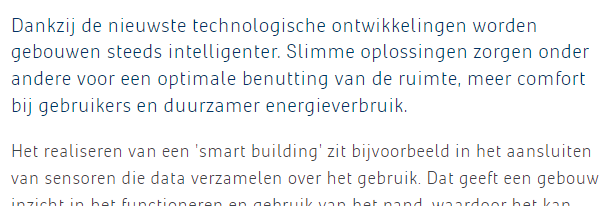 Dankzij de nieuwste technologische ontwikkelingen worden
gebouwen steeds intelligenter. Slimme oplossingen zorgen onder
andere voor een optimale benutting van de ruimte, meer comfort
bij gebruikers en duurzamer energieverbruik.
Het realiseren van een 'smart building' zit bijvoorbeeld in het aansluiten
van sensoren die data verzamelen over het gebruik. Dat geeft een gebouw
inzicht in het functioneren en gebruik van het pand, waardoor het kan